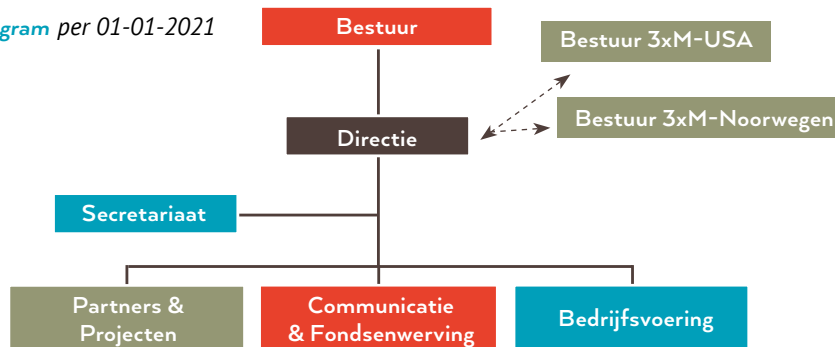 gram per 01-01-2021
Bestuur
Bestuur 3xM-USA
Bestuur 3xM-Noorwegen
Directie
Secretariaat
Partners &
Projecten
Communicatie
& Fondsenwerving
Bedrijfsvoering